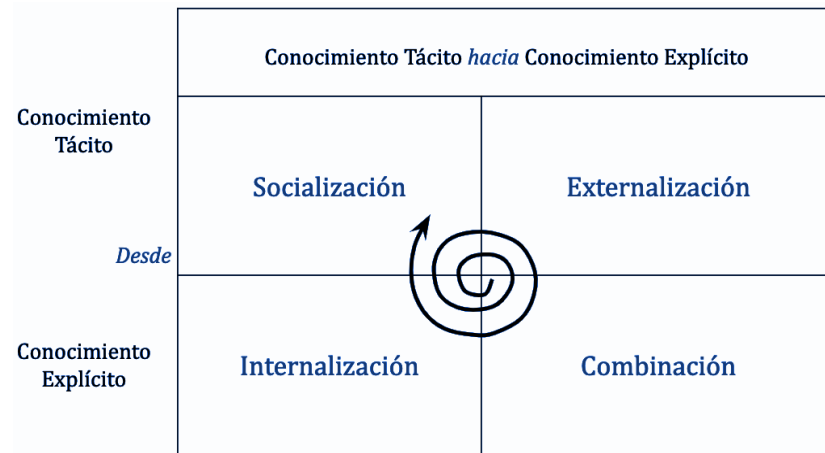 Conocimiento Tácito hacia Conocimiento Explícito
Conocimiento
Tácito
Socialización
Externalización
Desde
Conocimiento
Explícito
Internalización
Combinación